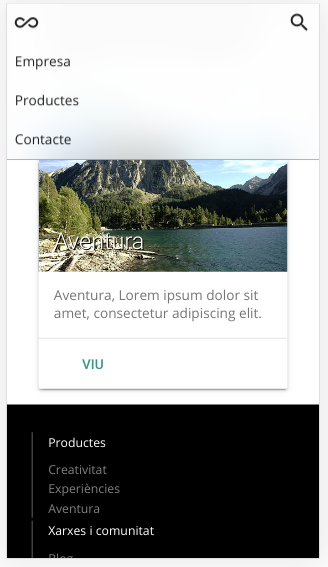 Empresa
Productes
Contacte
Aventura
Aventura, Lorem ipsum dolor sit
amet, consectetur adipiscing elit.
VIU
Productes
Creativitat
Experiències
Aventura
Xarxes i comunitat
Blog